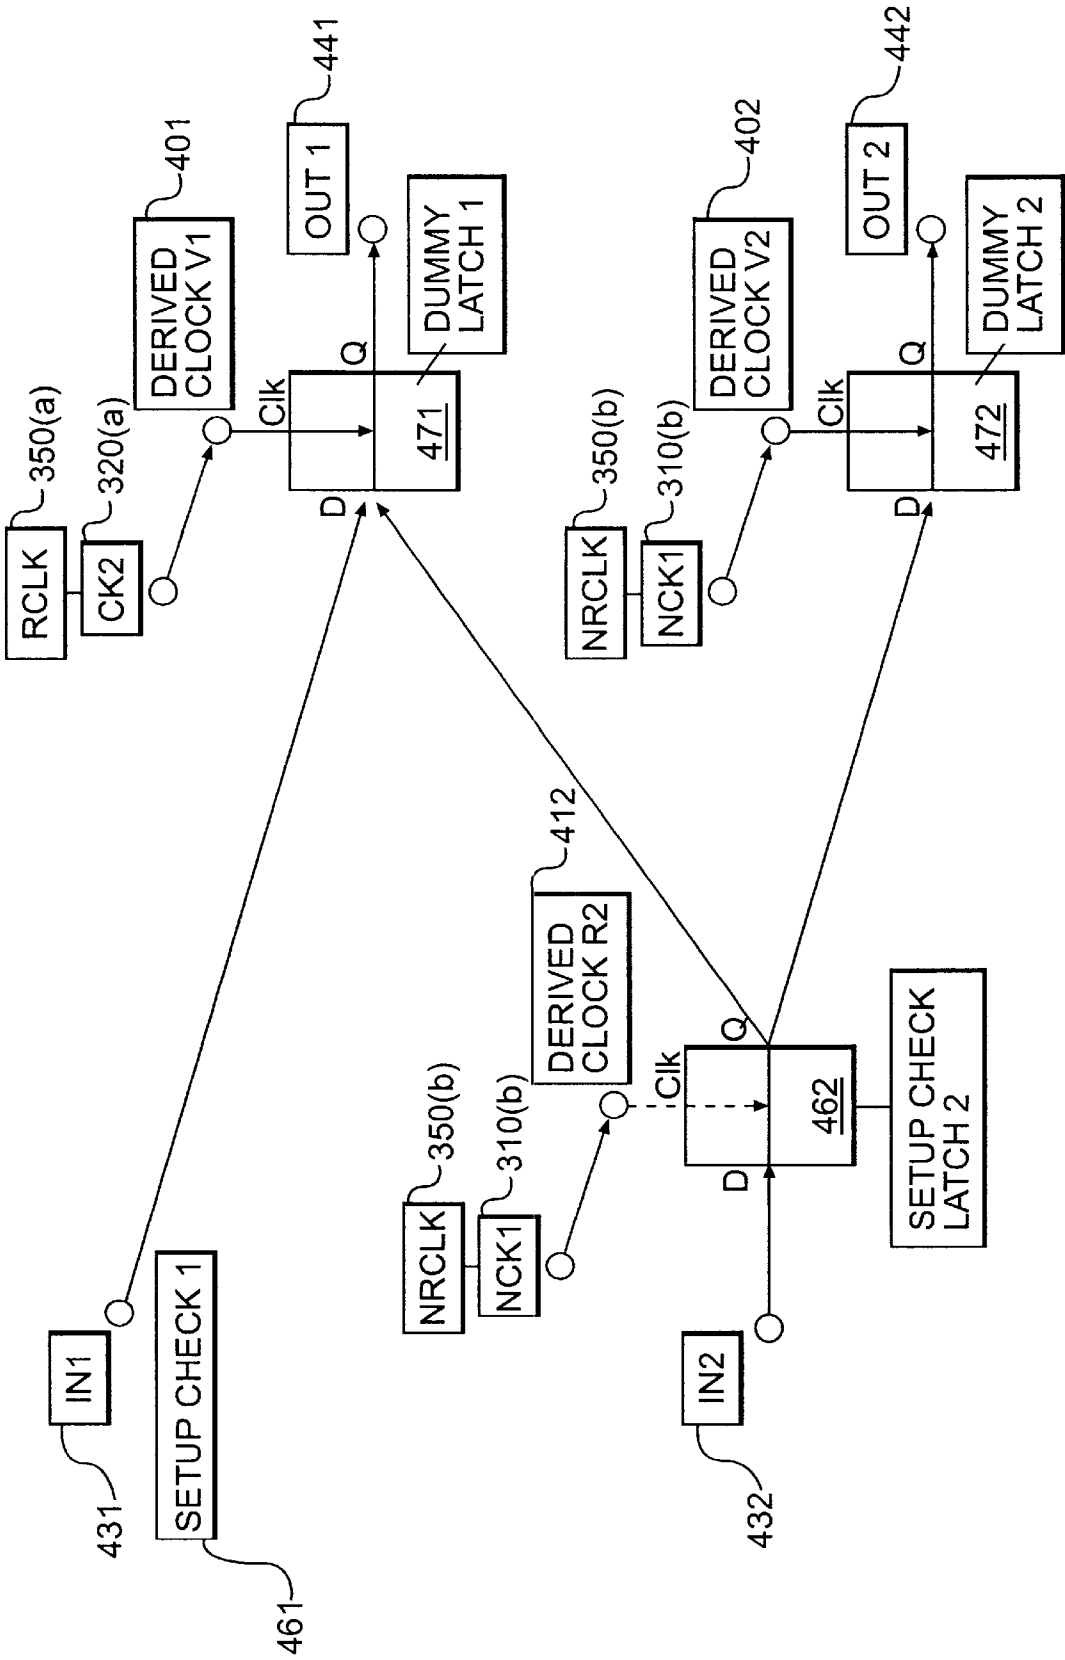 RCLK
350(a)
CK2
320(a)
DERIVED
CLOCK V1
401
OUT 1
441
Clk
D
Q
471
DUMMY
LATCH 1
IN1
431
SETUP CHECK 1
461
NRCLK
350(b)
NCK1
310(b)
DERIVED
CLOCK R2
412
Clk
D
Q
462
SETUP CHECK
LATCH 2
IN2
432
NRCLK
350(b)
NCK1
310(b)
DERIVED
CLOCK V2
402
OUT 2
442
Clk
D
Q
472
DUMMY
LATCH 2